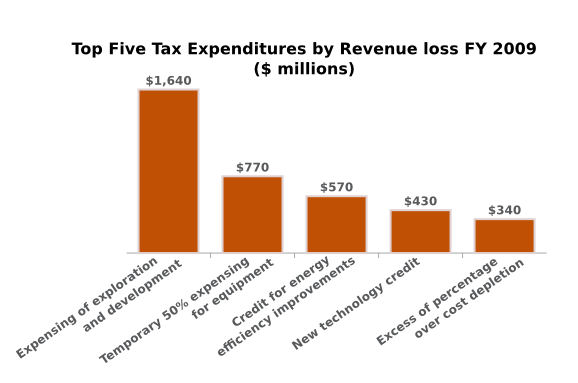 Top Five Tax Expenditures by Revenue loss FY 2009
($ millions)
$1,640
$770
$570
$430
$340
Expensing of exploration
and development
Temporary 50% expensing
for equipment
Credit for energy
efficiency improvements
New technology credit
Excess of percentage
over cost depletion